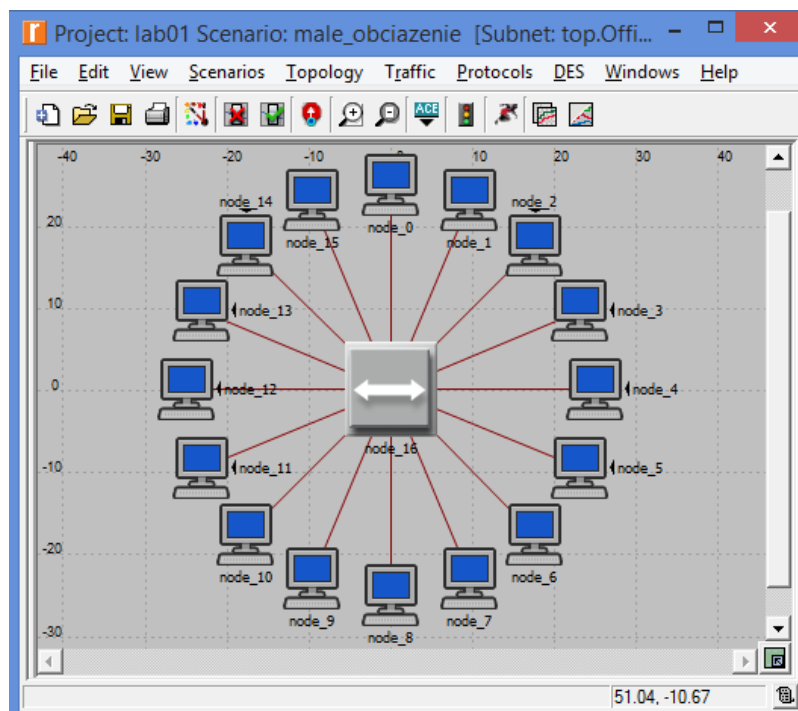 Project: lab01 Scenario: male_obciazenie [Subnet: top.Offi...
File Edit View Scenarios Topology Traffic Protocols DES Windows Help
ACE
-40 -30 -20 -10 0 10 20 30 40
node_14 node_2
20
node_15 node_0 node_1
10 node_13 node_3
0 node_12 node_4
node_16
-10 node_11 node_5
-20 node_10 node_6
node_9 node_7
-30 node_8
51.04, -10.67